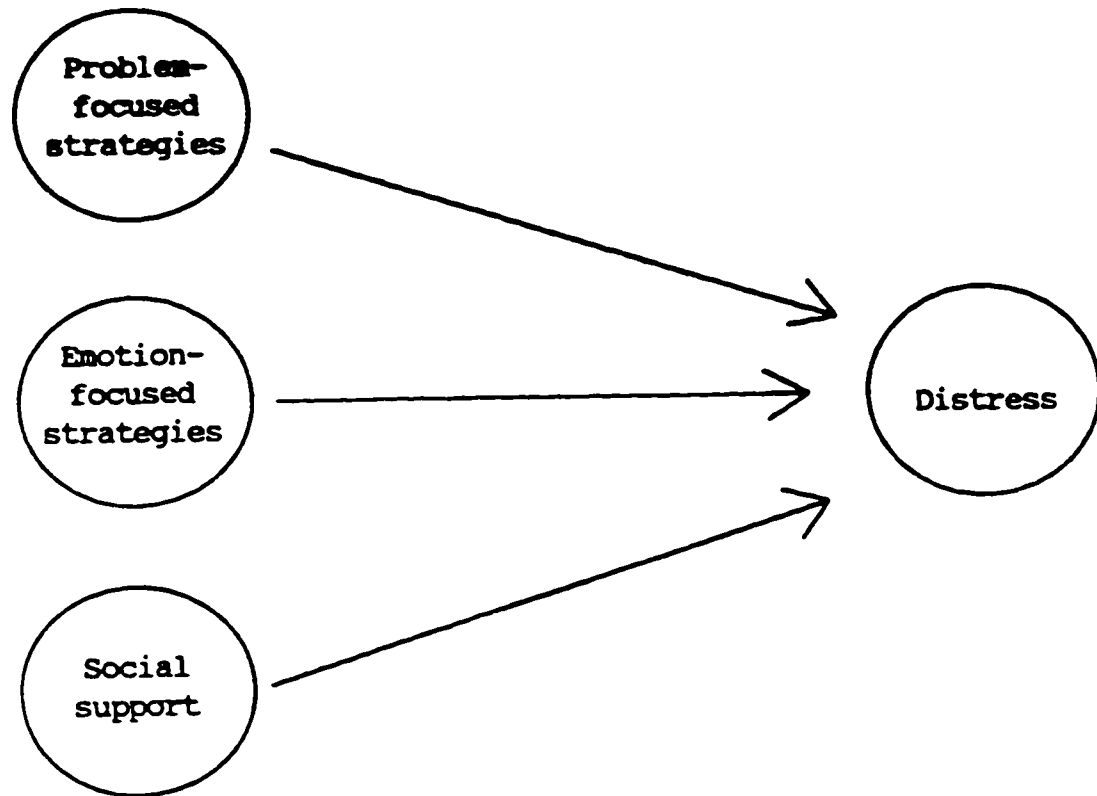 Problem-
focused
strategies
Emotion-
focused
strategies
Distress
Social
support